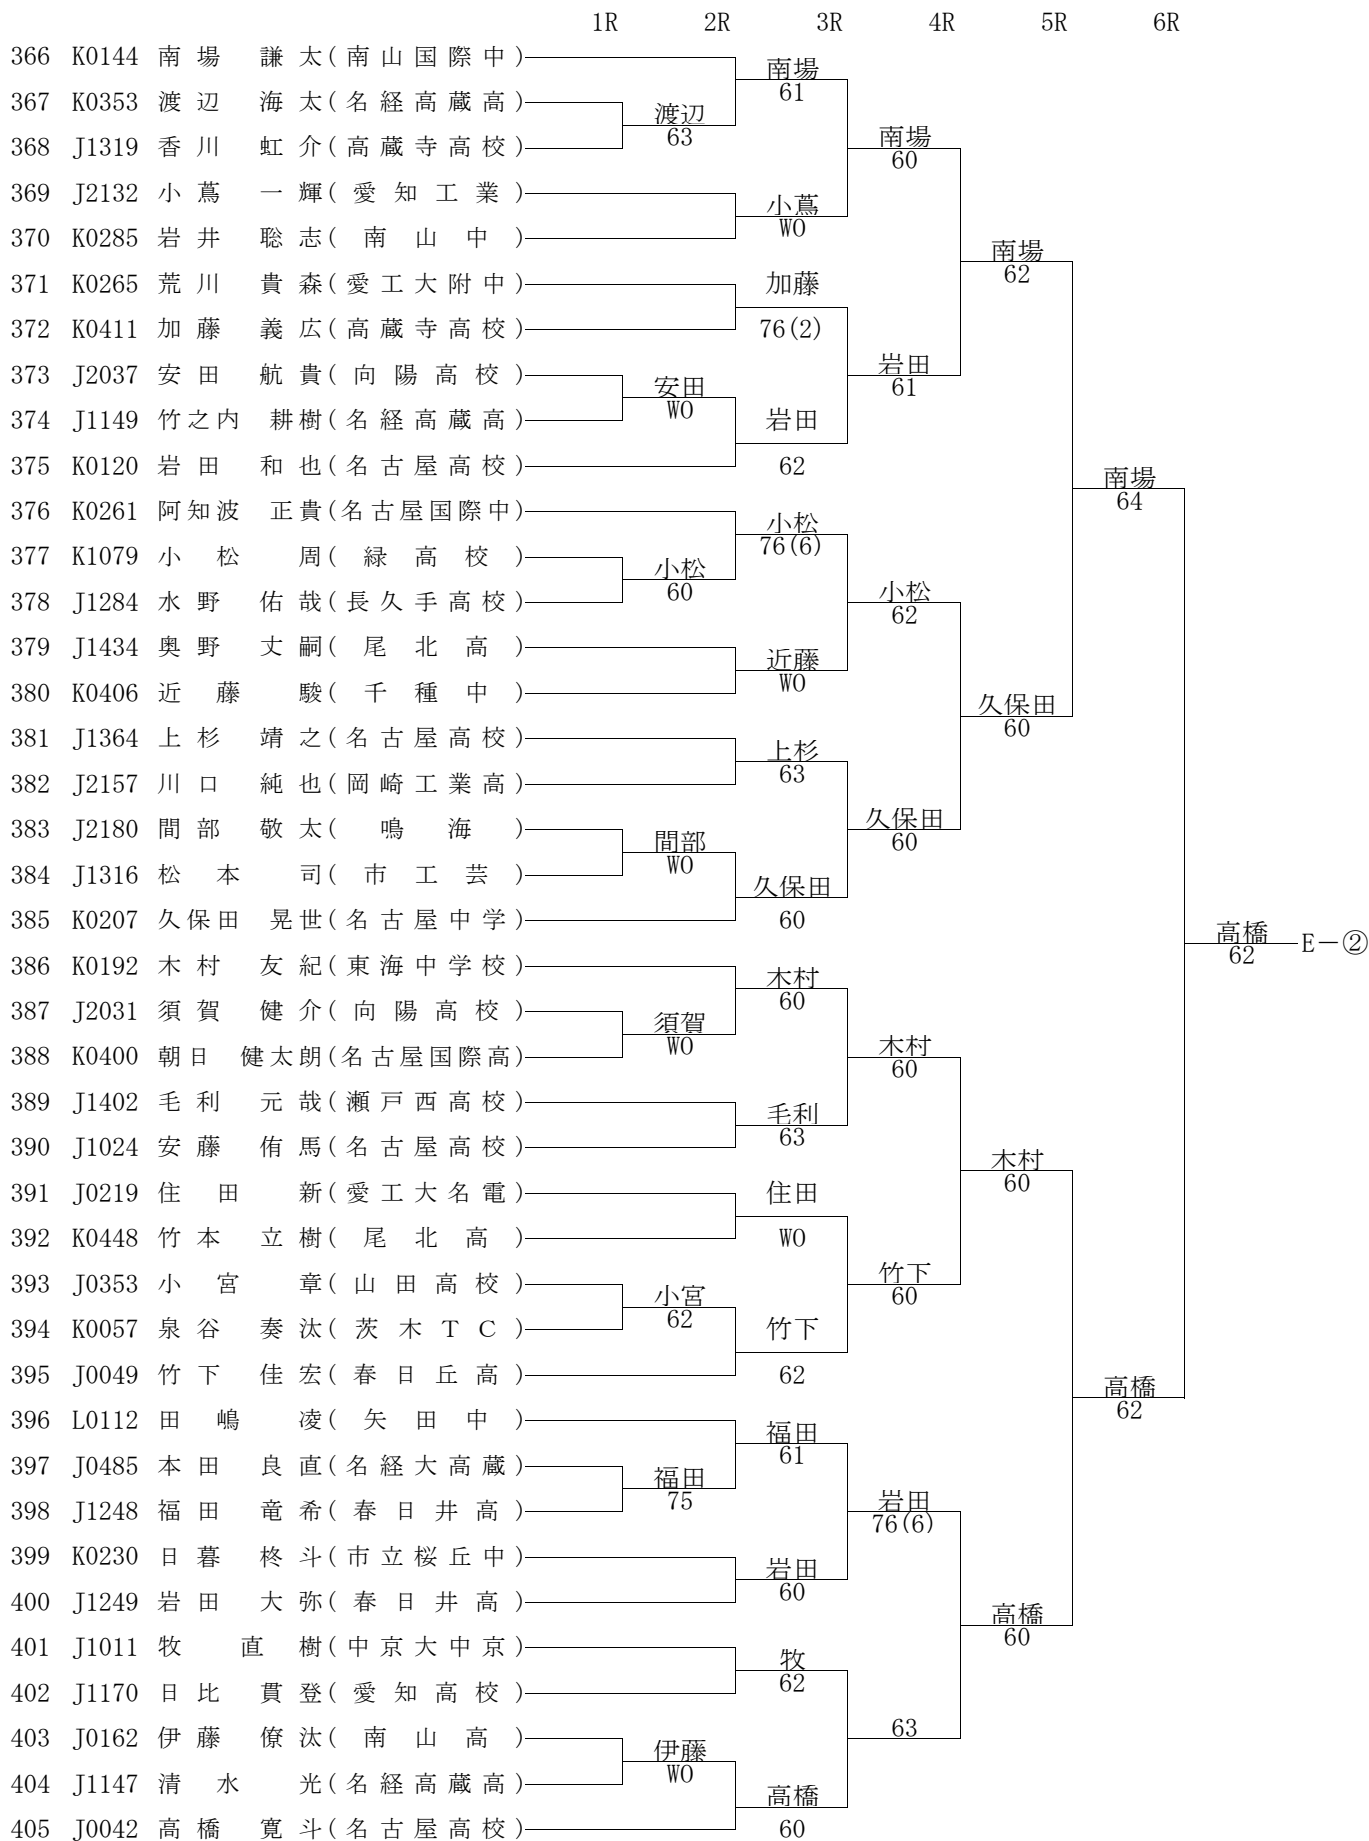 1R 2R 3R 4R 5R 6R
366 K0144 南場 謙太(南山国際中)
南場
61
367 K0353 渡辺 海太(名経高蔵高)
渡辺
63
南場
60
368 J1319 香川 虹介(高蔵寺高校)
369 J2132 小蔦 一輝(愛知工業)
小蔦
WO
370 K0285 岩井 聡志(南山中)
南場
62
371 K0265 荒川 貴森(愛工大附中)
加藤
372 K0411 加藤 義広(高蔵寺高校)
76(2)
373 J2037 安田 航貴(向陽高校)
岩田
61
安田
WO
374 J1149 竹之内 耕樹(名経高蔵高)
岩田
375 K0120 岩田 和也(名古屋高校)
62
南場
64
376 K0261 阿知波 正貴(名古屋国際中)
小松
76(6)
377 K1079 小松 周(緑高校)
小松
60
小松
62
378 J1284 水野 佑哉(長久手高校)
379 J1434 奥野 丈嗣(尾北高)
近藤
WO
380 K0406 近藤 駿(千種中)
久保田
60
381 J1364 上杉 靖之(名古屋高校)
上杉
63
382 J2157 川口 純也(岡崎工業高)
383 J2180 間部 敬太(鳴海)
久保田
60
間部
WO
384 J1316 松本 司(市工芸)
久保田
60
385 K0207 久保田 晃世(名古屋中学)
高橋
62
E－②
386 K0192 木村 友紀(東海中学校)
木村
60
387 J2031 須賀 健介(向陽高校)
須賀
WO
388 K0400 朝日 健太朗(名古屋国際高)
木村
60
389 J1402 毛利 元哉(瀬戸西高校)
毛利
63
390 J1024 安藤 侑馬(名古屋高校)
木村
60
391 J0219 住田 新(愛工大名電)
住田
392 K0448 竹本 立樹(尾北高)
WO
393 J0353 小宮 章(山田高校)
竹下
60
小宮
62
394 K0057 泉谷 奏汰(茨木ＴＣ)
竹下
395 J0049 竹下 佳宏(春日丘高)
62
高橋
62
396 L0112 田嶋 凌(矢田中)
福田
61
397 J0485 本田 良直(名経大高蔵)
福田
75
398 J1248 福田 竜希(春日井高)
岩田
76(6)
399 K0230 日暮 柊斗(市立桜丘中)
岩田
60
400 J1249 岩田 大弥(春日井高)
高橋
60
401 J1011 牧 直樹(中京大中京)
牧
62
402 J1170 日比 貫登(愛知高校)
403 J0162 伊藤 僚汰(南山高)
63
伊藤
WO
404 J1147 清水 光(名経高蔵高)
高橋
60
405 J0042 高橋 寛斗(名古屋高校)